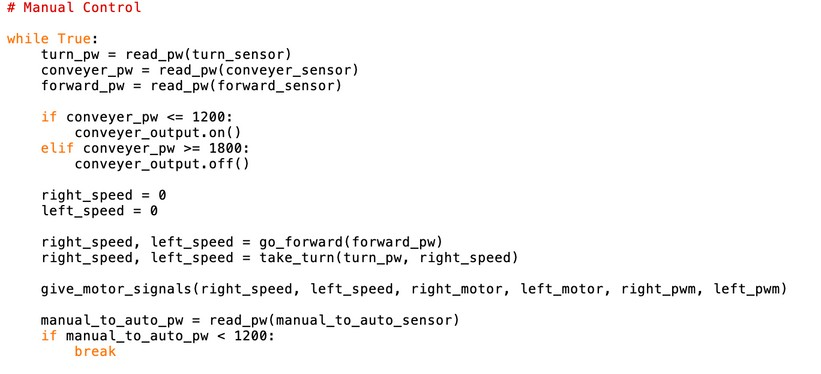 # Manual Control

while True:
    turn_pw = read_pw(turn_sensor)
    conveyer_pw = read_pw(conveyer_sensor)
    forward_pw = read_pw(forward_sensor)

    if conveyer_pw <= 1200:
        conveyer_output.on()
    elif conveyer_pw >= 1800:
        conveyer_output.off()

    right_speed = 0
    left_speed = 0

    right_speed, left_speed = go_forward(forward_pw)
    right_speed, left_speed = take_turn(turn_pw, right_speed)

    give_motor_signals(right_speed, left_speed, right_motor, left_motor, right_pwm, left_pwm)

    manual_to_auto_pw = read_pw(manual_to_auto_sensor)
    if manual_to_auto_pw < 1200:
        break